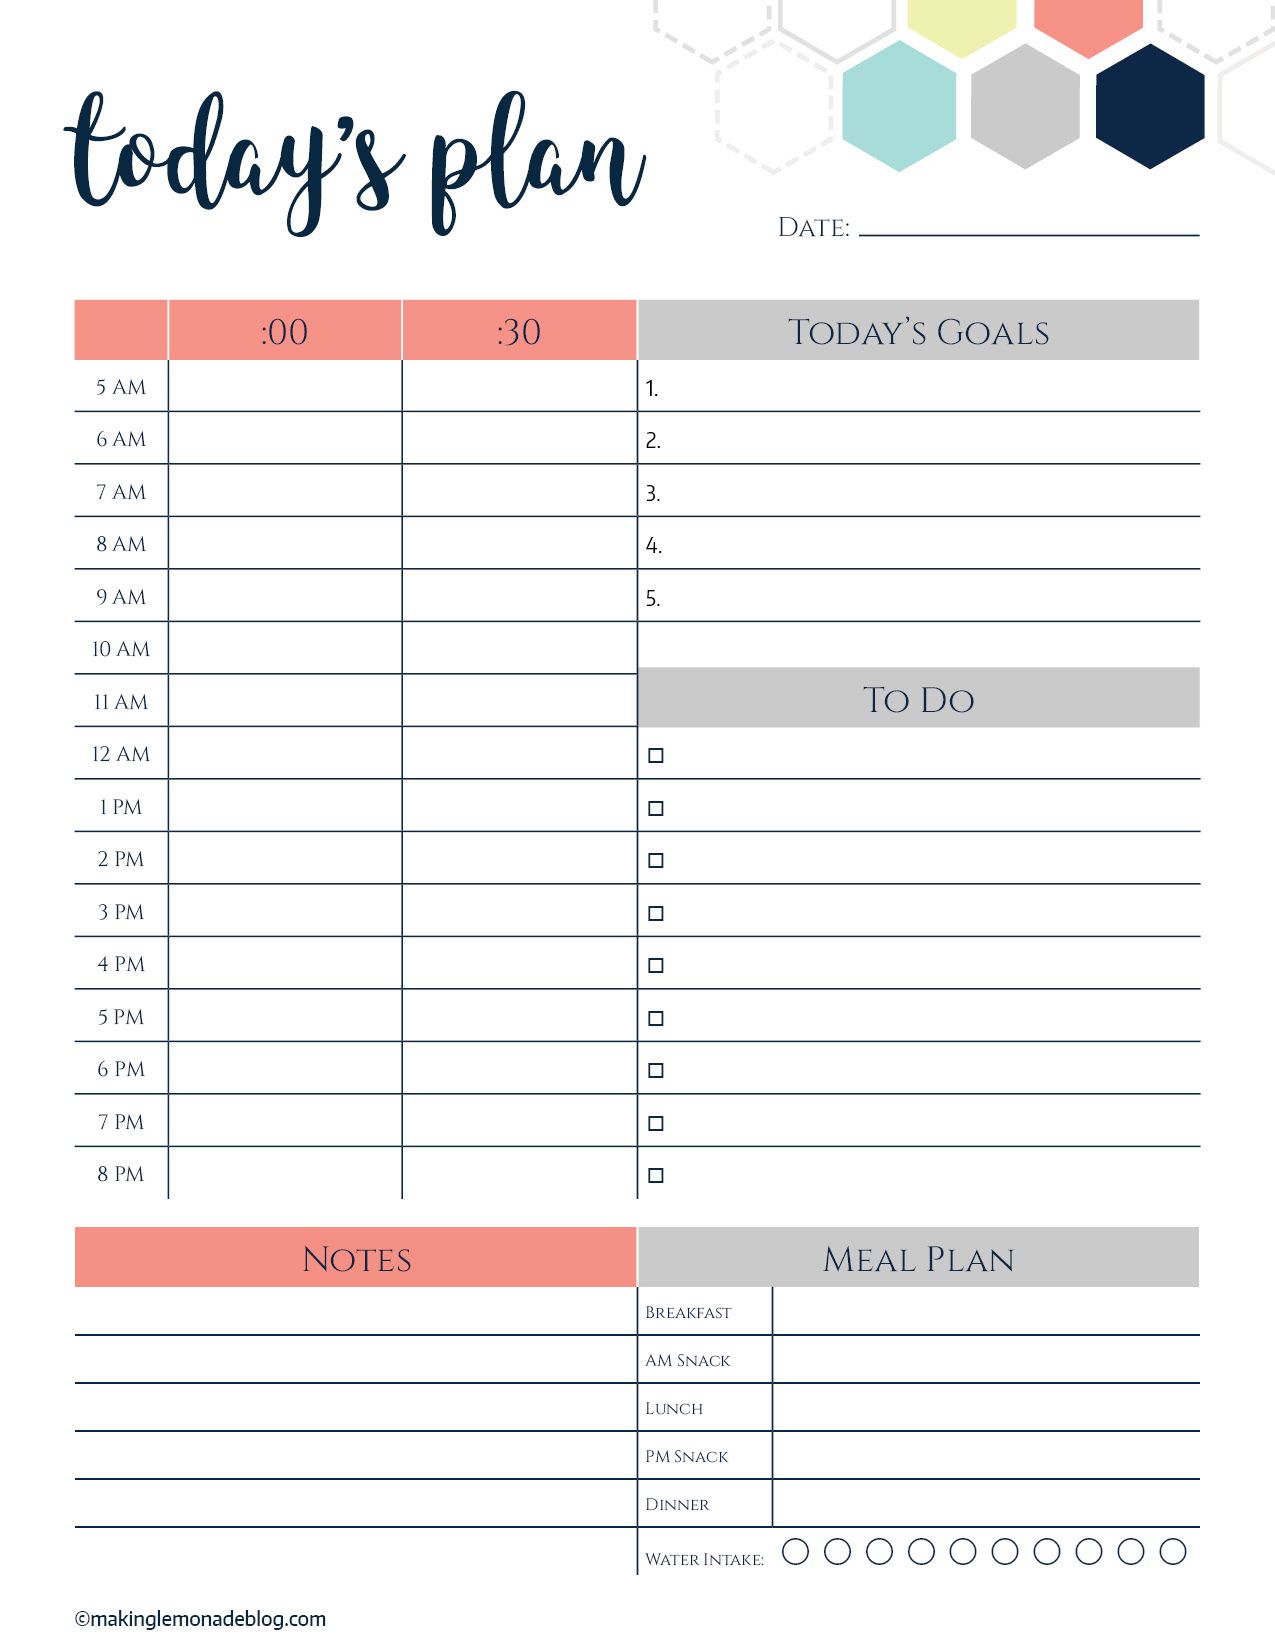 today's plan
Date:
:00 :30 Today's Goals
5 AM 1.
6 AM 2.
7 AM 3.
8 AM 4.
9 AM 5.
10 AM
11 AM To Do
12 AM
1 PM
2 PM
3 PM
4 PM
5 PM
6 PM
7 PM
8 PM
Notes Meal Plan
Breakfast
AM Snack
Lunch
PM Snack
Dinner
Water Intake:
©makinglemonadeblog.com